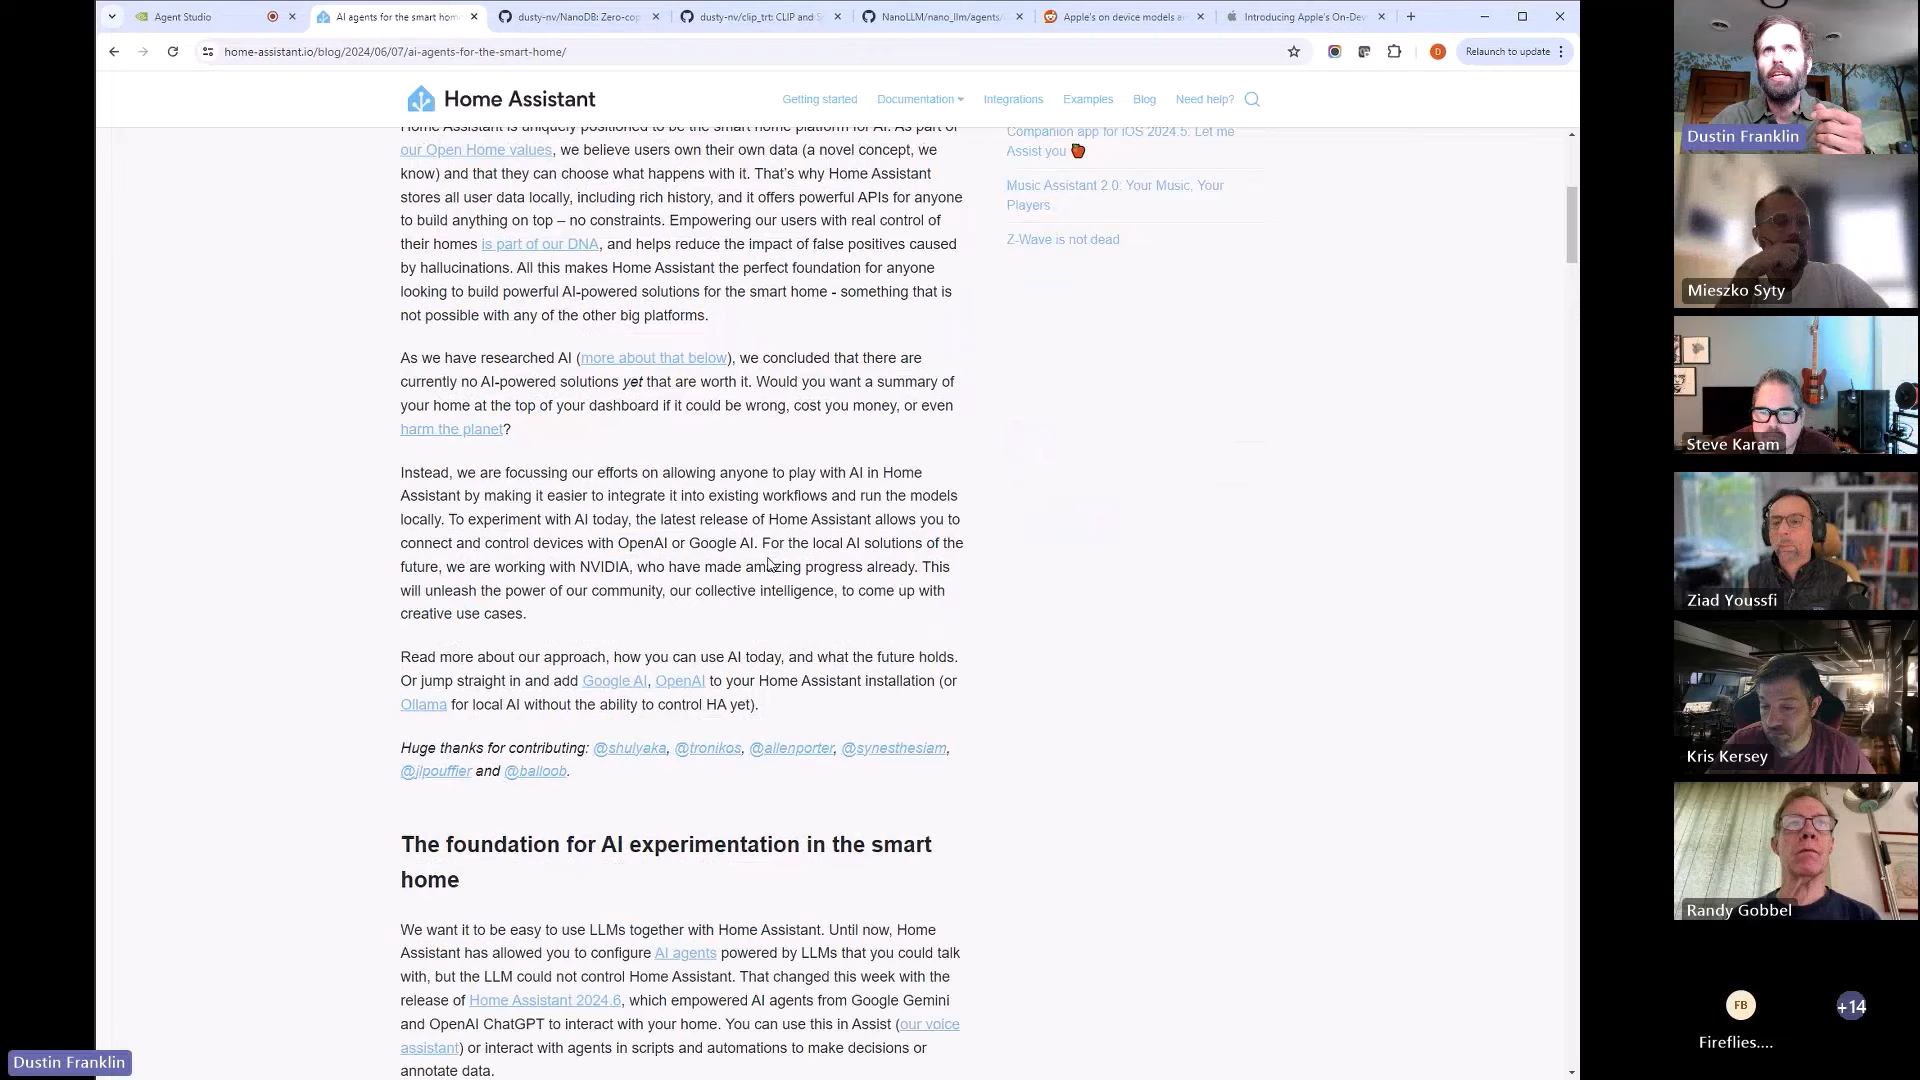 Agent Studio
AI agents for the smart hom
dusty-nv/NanoDB: Zero-cop
dusty-nv/clip_trt: CLIP and S
NanoLLM/nano_llm/agents/
Apple's on device models a
Introducing Apple's On-De
home-assistant.io/blog/2024/06/07/ai-agents-for-the-smart-home/
D
Relaunch to update
Home Assistant
Getting started
Documentation
Integrations
Examples
Blog
Need help?
Home Assistant is uniquely positioned to be the smart home platform for AI. As part of
our Open Home values, we believe users own their own data (a novel concept, we
know) and that they can choose what happens with it. That's why Home Assistant
stores all user data locally, including rich history, and it offers powerful APIs for anyone
to build anything on top – no constraints. Empowering our users with real control of
their homes is part of our DNA, and helps reduce the impact of false positives caused
by hallucinations. All this makes Home Assistant the perfect foundation for anyone
looking to build powerful AI-powered solutions for the smart home - something that is
not possible with any of the other big platforms.
As we have researched AI (more about that below), we concluded that there are
currently no AI-powered solutions yet that are worth it. Would you want a summary of
your home at the top of your dashboard if it could be wrong, cost you money, or even
harm the planet?
Instead, we are focussing our efforts on allowing anyone to play with AI in Home
Assistant by making it easier to integrate it into existing workflows and run the models
locally. To experiment with AI today, the latest release of Home Assistant allows you to
connect and control devices with OpenAI or Google AI. For the local AI solutions of the
future, we are working with NVIDIA, who have made amazing progress already. This
will unleash the power of our community, our collective intelligence, to come up with
creative use cases.
Read more about our approach, how you can use AI today, and what the future holds.
Or jump straight in and add Google AI, OpenAI to your Home Assistant installation (or
Ollama for local AI without the ability to control HA yet).
Huge thanks for contributing: @shulyaka, @tronikos, @allenporter, @synesthesiam,
@jlpouffier and @balloob.
The foundation for AI experimentation in the smart
home
We want it to be easy to use LLMs together with Home Assistant. Until now, Home
Assistant has allowed you to configure AI agents powered by LLMs that you could talk
with, but the LLM could not control Home Assistant. That changed this week with the
release of Home Assistant 2024.6, which empowered AI agents from Google Gemini
and OpenAI ChatGPT to interact with your home. You can use this in Assist (our voice
assistant) or interact with agents in scripts and automations to make decisions or
annotate data.
Companion app for iOS 2024.5: Let me
Assist you
Music Assistant 2.0: Your Music, Your
Players
Z-Wave is not dead
Dustin Franklin
Mieszko Syty
Steve Karam
Ziad Youssfi
Kris Kersey
Randy Gobbel
FB
Fireflies....
+14
Dustin Franklin